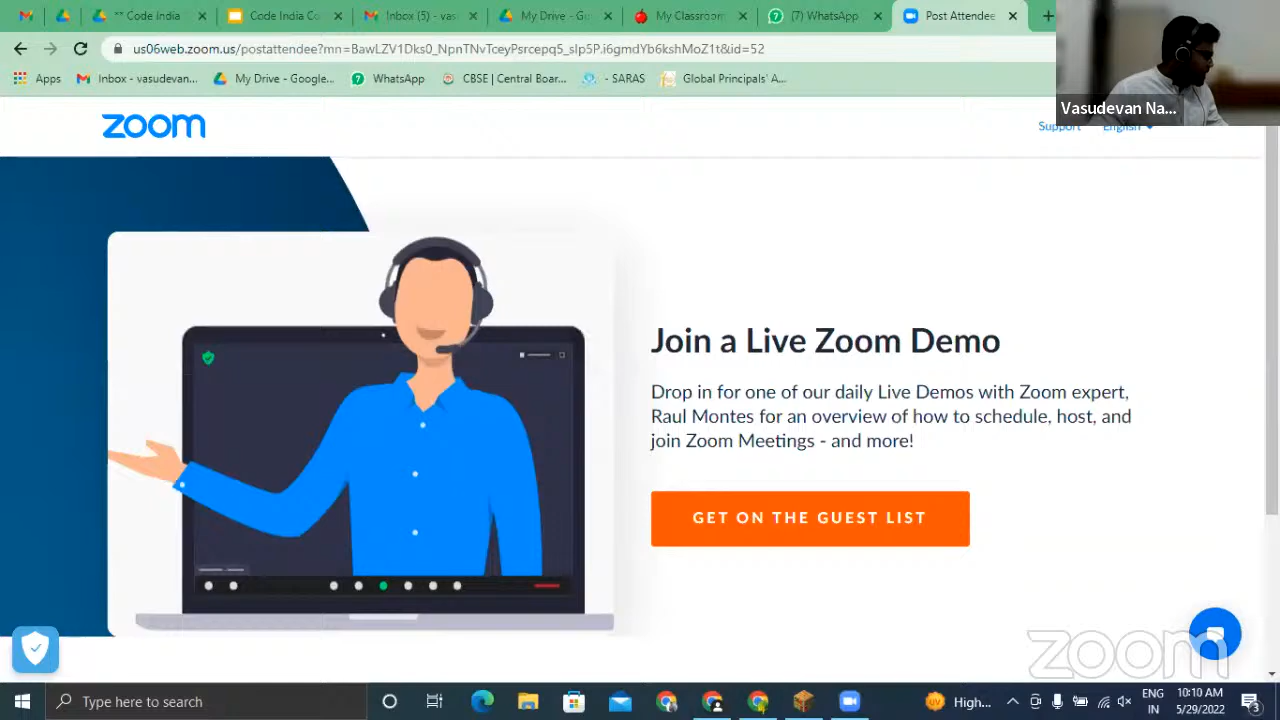 ** Code India
Code India Co
Inbox (5) - vas
My Drive - Go
My Classroom
(7) WhatsApp
Post Attendee
us06web.zoom.us/postattendee?mn=BawLZV1Dks0_NpnTNvTceyPsrcepq5_sIp5P.i6gmdYb6kshMoZ1t&id=52
Apps
Inbox - vasudevan...
My Drive - Google...
WhatsApp
CBSE | Central Boar...
- SARAS
Global Principals' A...
Vasudevan Na...
zoom
Support
English
Join a Live Zoom Demo
Drop in for one of our daily Live Demos with Zoom expert,
Raul Montes for an overview of how to schedule, host, and
join Zoom Meetings - and more!
GET ON THE GUEST LIST
zoom
Type here to search
UV
High...
ENG
IN
10:10 AM
5/29/2022
3